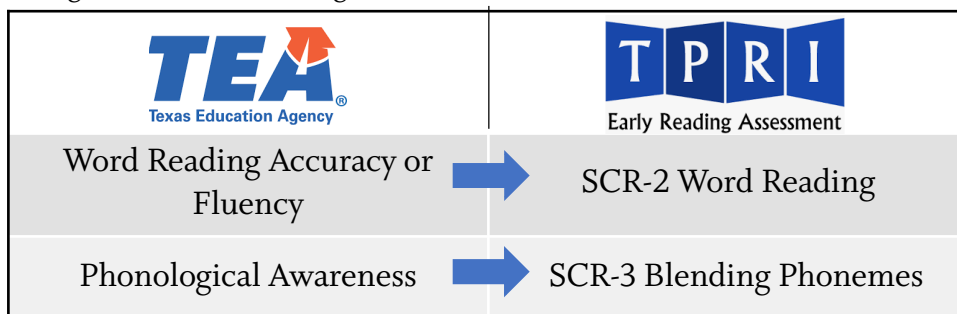 TEA®
Texas Education Agency
TPRI
Early Reading Assessment
Word Reading Accuracy or
Fluency
SCR-2 Word Reading
Phonological Awareness
SCR-3 Blending Phonemes